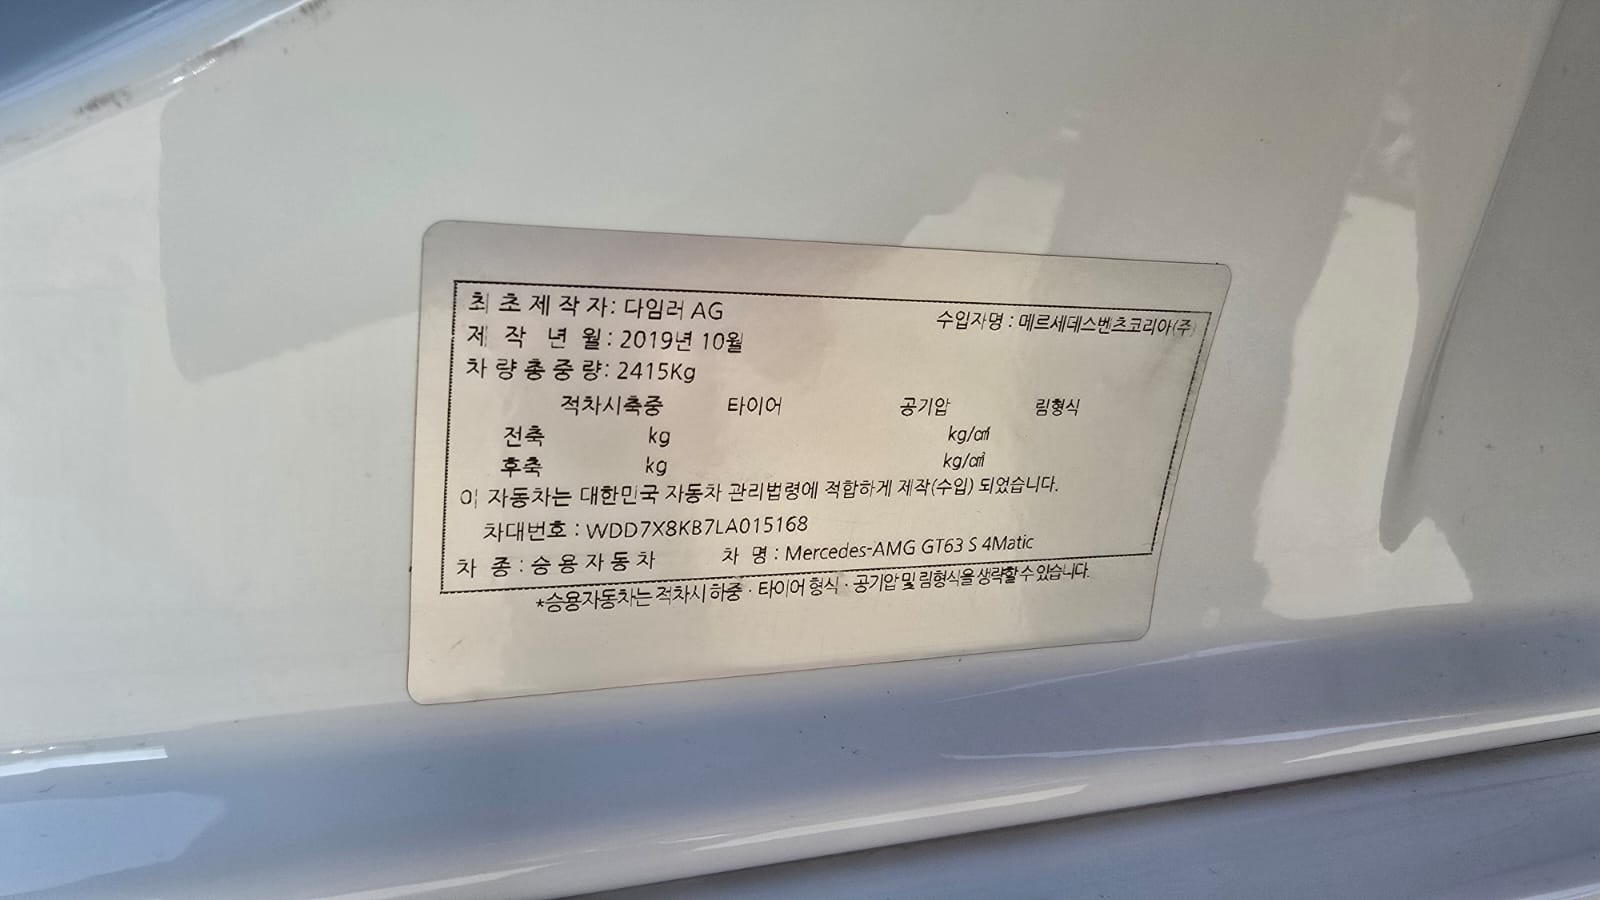 최 초 제 작 자 : 다임러 AG
수입자명 : 메르세데스벤츠코리아(주)
제 작 년 월 : 2019년 10월
차 량 총 중 량 : 2415Kg
적차시축중 타이어 공기압 림형식
전축 kg kg/㎠
후축 kg kg/㎠
이 자동차는 대한민국 자동차 관리법령에 적합하게 제작(수입) 되었습니다.
차대번호 : WDD7X8KB7LA015168
차 종 : 승 용 자 동 차 차 명 : Mercedes-AMG GT63 S 4Matic
*승용자동차는 적차시 하중 · 타이어 형식 · 공기압 및 림형식을 생략할 수 있습니다.